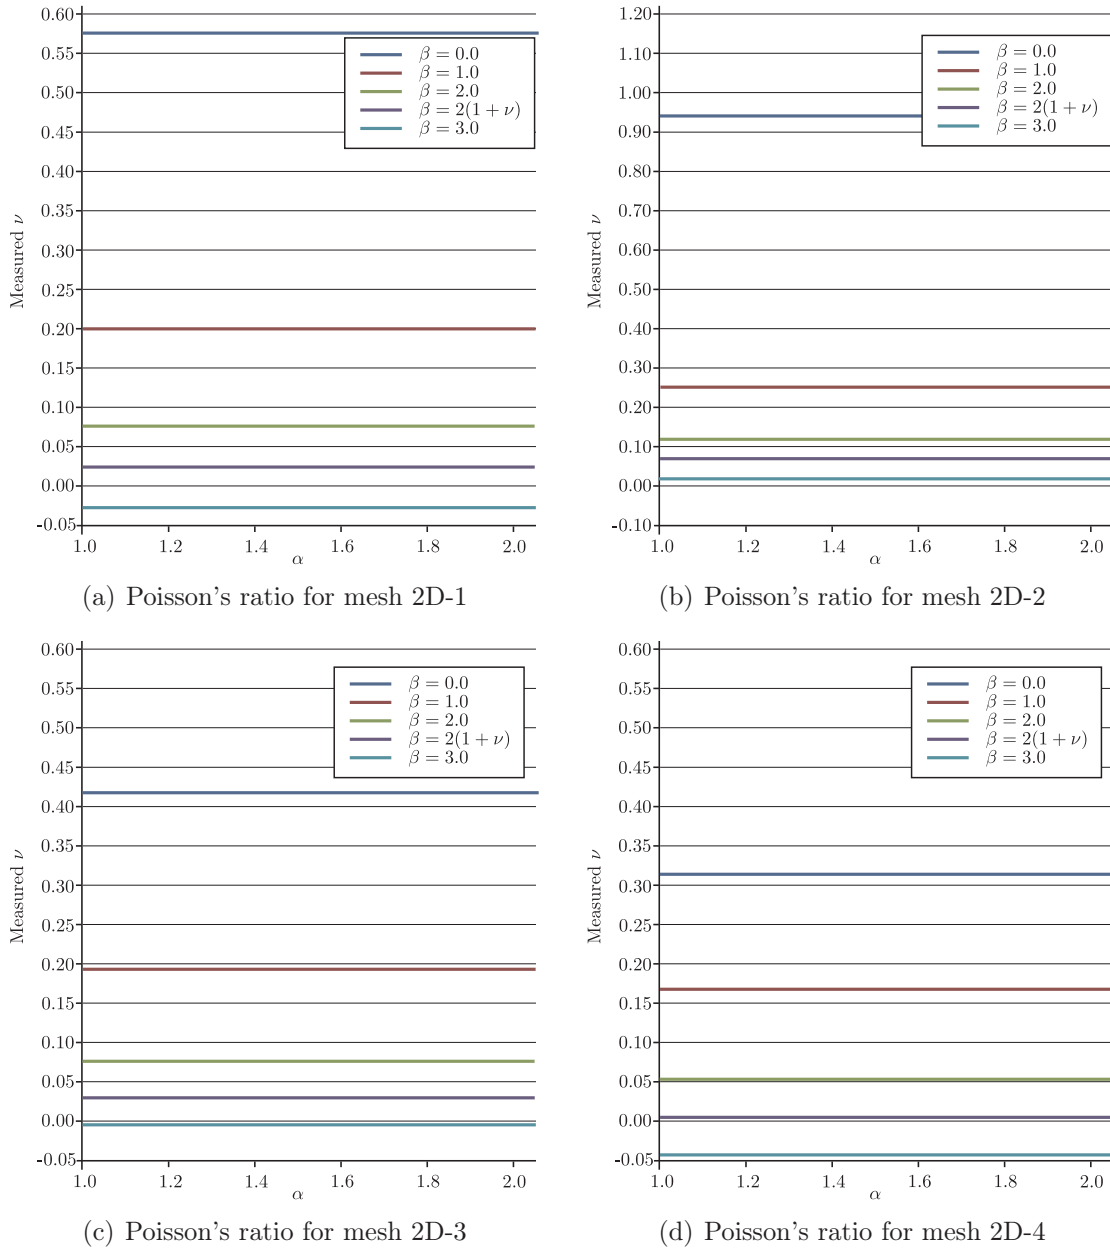 0.60
0.55
0.50
0.45
0.40
0.35
0.30
0.25
0.20
0.15
0.10
0.05
0.00
-0.05
Measured ν
1.0 1.2 1.4 1.6 1.8 2.0
α
β = 0.0
β = 1.0
β = 2.0
β = 2(1 + ν)
β = 3.0
(a) Poisson's ratio for mesh 2D-1
1.20
1.10
1.00
0.90
0.80
0.70
0.60
0.50
0.40
0.30
0.20
0.10
0.00
-0.10
Measured ν
1.0 1.2 1.4 1.6 1.8 2.0
α
β = 0.0
β = 1.0
β = 2.0
β = 2(1 + ν)
β = 3.0
(b) Poisson's ratio for mesh 2D-2
0.60
0.55
0.50
0.45
0.40
0.35
0.30
0.25
0.20
0.15
0.10
0.05
0.00
-0.05
Measured ν
1.0 1.2 1.4 1.6 1.8 2.0
α
β = 0.0
β = 1.0
β = 2.0
β = 2(1 + ν)
β = 3.0
(c) Poisson's ratio for mesh 2D-3
0.60
0.55
0.50
0.45
0.40
0.35
0.30
0.25
0.20
0.15
0.10
0.05
0.00
-0.05
Measured ν
1.0 1.2 1.4 1.6 1.8 2.0
α
β = 0.0
β = 1.0
β = 2.0
β = 2(1 + ν)
β = 3.0
(d) Poisson's ratio for mesh 2D-4